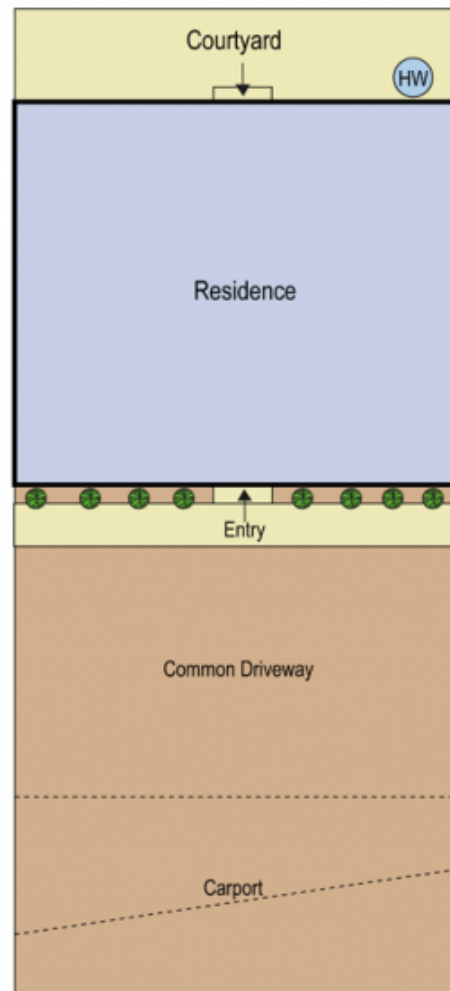 Courtyard
HW
Residence
Entry
Common Driveway
Carport